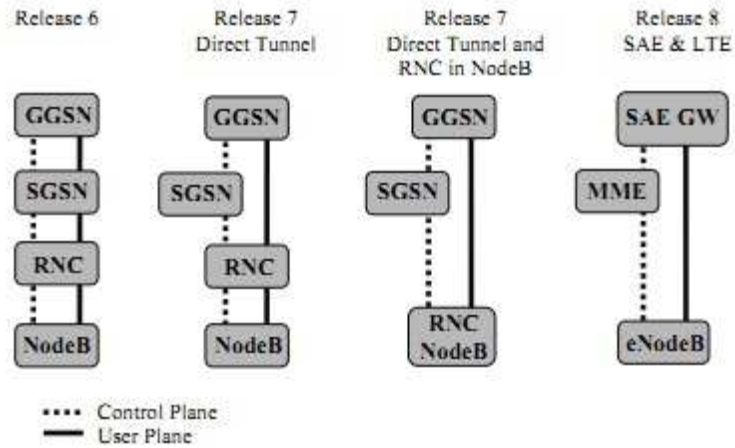 Release 6
GGSN
SGSN
RNC
NodeB
Release 7
Direct Tunnel
GGSN
SGSN
RNC
NodeB
Release 7
Direct Tunnel and
RNC in NodeB
GGSN
SGSN
RNC
NodeB
Release 8
SAE & LTE
SAE GW
MME
eNodeB
Control Plane
User Plane